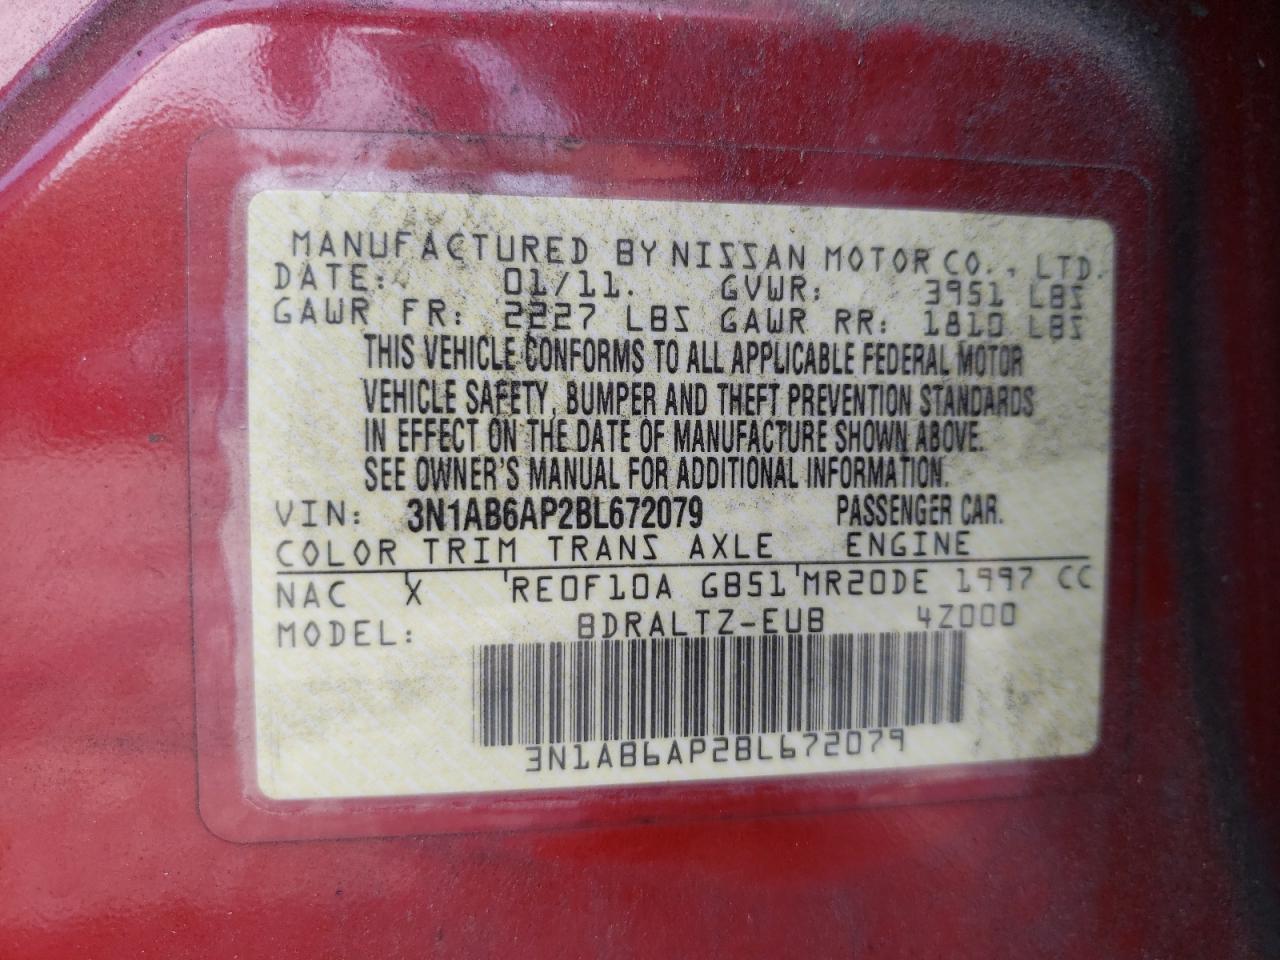 MANUFACTURED BY NISSAN MOTOR CO., LTD.
DATE: 01/11. GVWR: 3951 LBS
GAWR FR: 2227 LBS GAWR RR: 1810 LBS
THIS VEHICLE CONFORMS TO ALL APPLICABLE FEDERAL MOTOR
VEHICLE SAFETY, BUMPER AND THEFT PREVENTION STANDARDS
IN EFFECT ON THE DATE OF MANUFACTURE SHOWN ABOVE.
SEE OWNER'S MANUAL FOR ADDITIONAL INFORMATION.
VIN: 3N1AB6AP2BL672079 PASSENGER CAR.
COLOR TRIM TRANS AXLE ENGINE
NAC X RE0F10A GB51 MR20DE 1997 CC
MODEL: BDRALTZ-EUB 4Z000
3N1AB6AP2BL672079